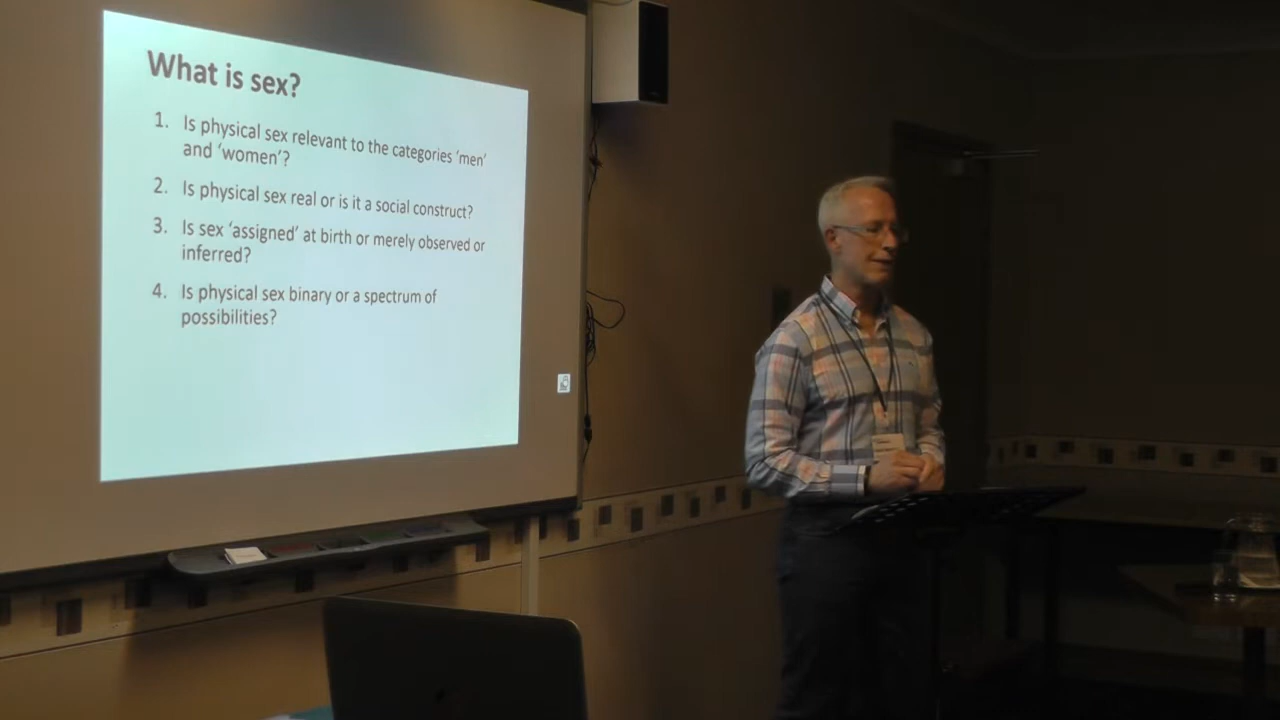 What is sex?
1. Is physical sex relevant to the categories ‘men’
and ‘women’?
2. Is physical sex real or is it a social construct?
3. Is sex ‘assigned’ at birth or merely observed or
inferred?
4. Is physical sex binary or a spectrum of
possibilities?